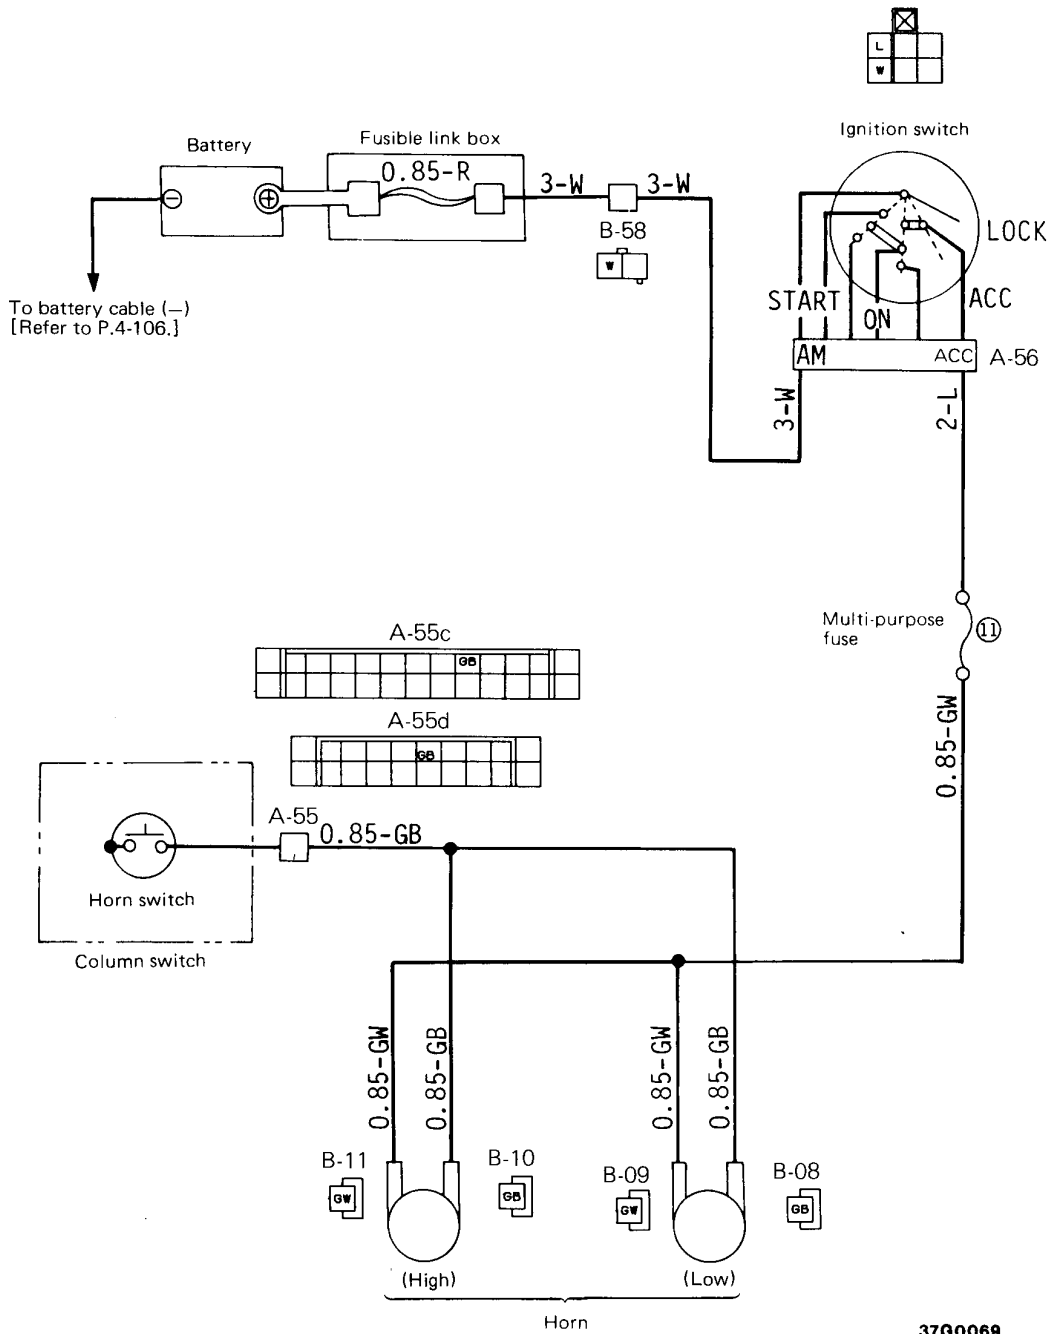 L
W
Ignition switch
Battery
Fusible link box
0.85-R
3-W
3-W
B-58
W
LOCK
To battery cable (–)
[Refer to P.4-106.]
START
ON
ACC
AM
ACC
A-56
3-W
2-L
Multi-purpose
fuse
11
A-55c
GB
0.85-GW
A-55d
GB
A-55
0.85-GB
Horn switch
Column switch
0.85-GW
0.85-GB
0.85-GW
0.85-GB
B-11
GW
B-10
GB
B-09
GW
B-08
GB
(High)
(Low)
Horn
37G0069